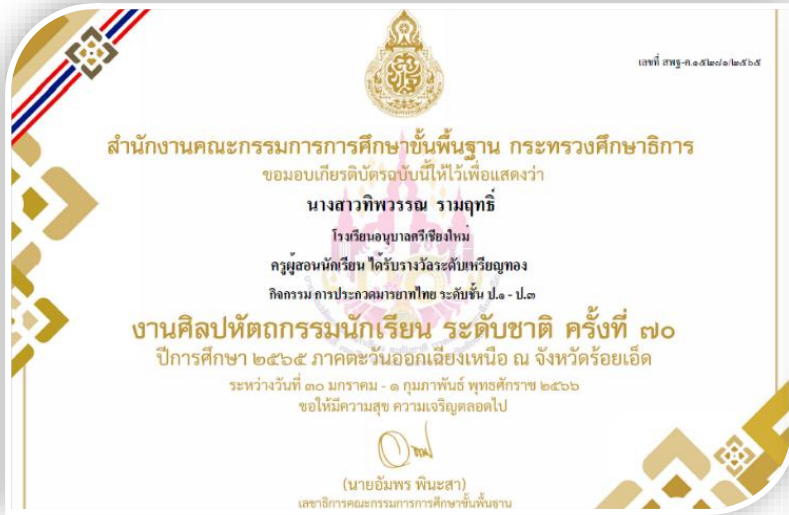 เลขที่ สพฐ-ค.๑๕๒๘๑/๒๕๖๕
สำนักงานคณะกรรมการการศึกษาขั้นพื้นฐาน กระทรวงศึกษาธิการ
ขอมอบเกียรติบัตรฉบับนี้ให้ไว้เพื่อแสดงว่า
นางสาวทิพวรรณ รามฤทธิ์
โรงเรียนอนุบาลศรีเชียงใหม่
ครูผู้สอนนักเรียน ได้รับรางวัลระดับเหรียญทอง
กิจกรรม การประกวดมารยาทไทย ระดับชั้น ป.๑ - ป.๓
งานศิลปหัตถกรรมนักเรียน ระดับชาติ ครั้งที่ ๗๐
ปีการศึกษา ๒๕๖๕ ภาคตะวันออกเฉียงเหนือ ณ จังหวัดร้อยเอ็ด
ระหว่างวันที่ ๓๐ มกราคม - ๑ กุมภาพันธ์ พุทธศักราช ๒๕๖๖
ขอให้มีความสุข ความเจริญตลอดไป
(นายอัมพร พินะสา)
เลขาธิการคณะกรรมการการศึกษาขั้นพื้นฐาน